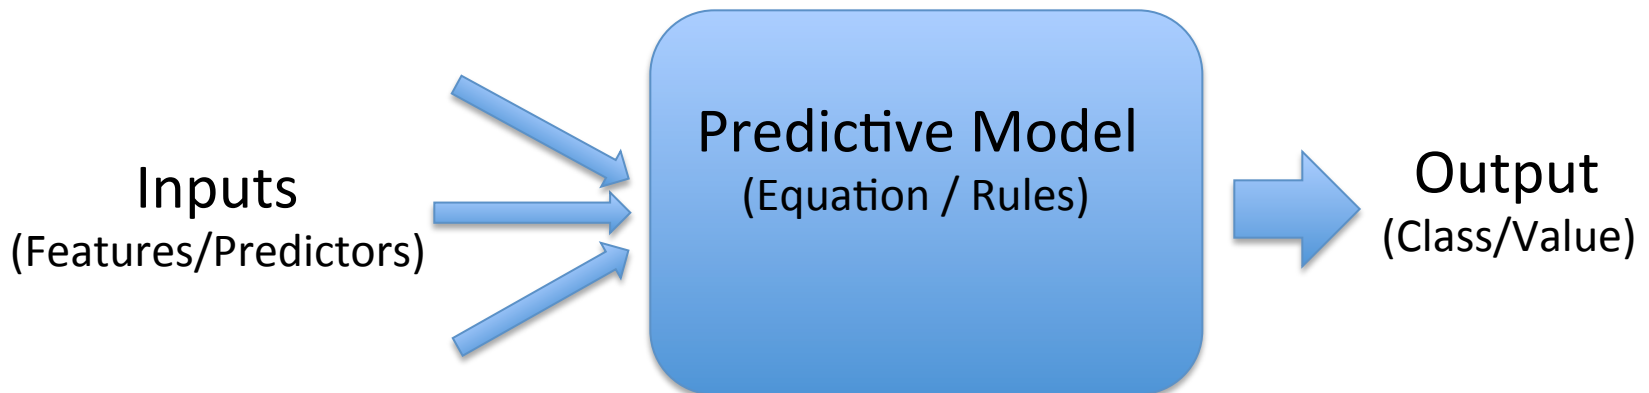 Inputs
(Features/Predictors)
Predictive Model
(Equation / Rules)
Output
(Class/Value)